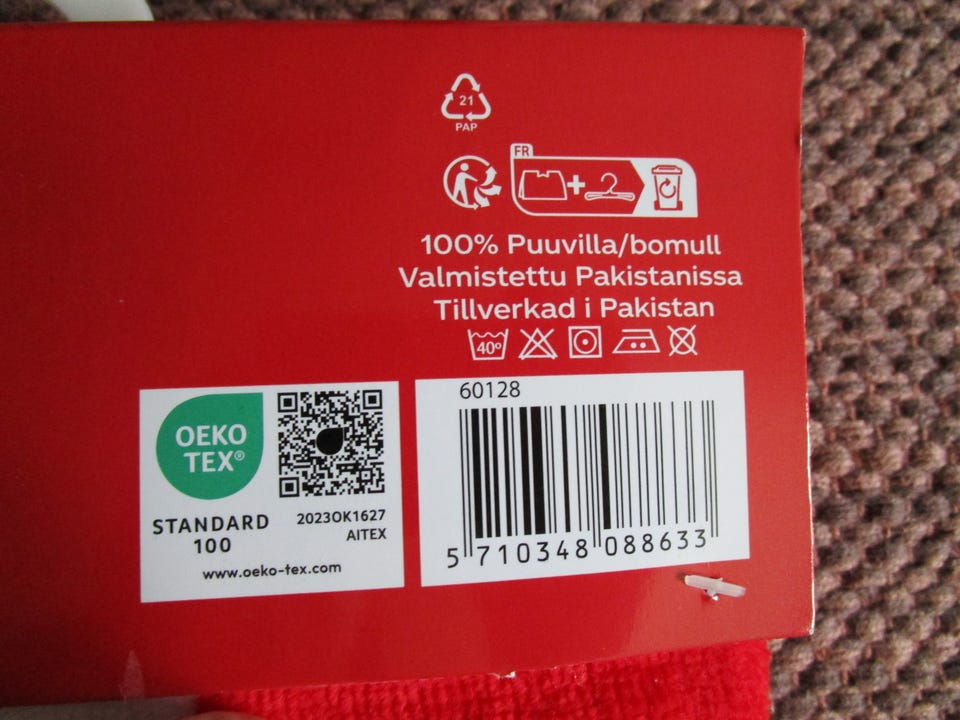 21
PAP
FR
100% Puuvilla/bomull
Valmistettu Pakistanissa
Tillverkad i Pakistan
40°
OEKO
TEX®
STANDARD
100
2023OK1627
AITEX
www.oeko-tex.com
60128
5 710348 088633